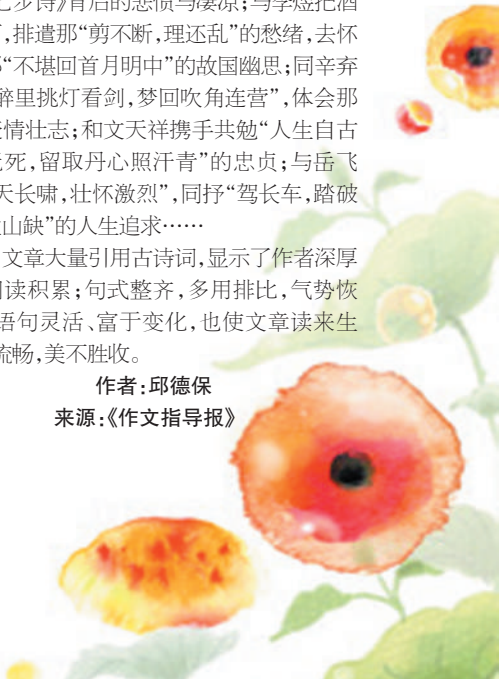 步诗》背后的悲愤与凄凉；与李煜把酒
，排遣那“剪不断，理还乱”的愁绪，去怀
“不堪回首月明中”的故国幽思；同辛弃
醉里挑灯看剑，梦回吹角连营”，体会那
情壮志；和文天祥携手共勉“人生自古
死，留取丹心照汗青”的忠贞；与岳飞
天长啸，壮怀激烈”，同抒“驾长车，踏破
山缺”的人生追求……
文章大量引用古诗词，显示了作者深厚
读积累；句式整齐，多用排比，气势恢
语句灵活、富于变化，也使文章读来生
流畅，美不胜收。
作者：邱德保
来源：《作文指导报》